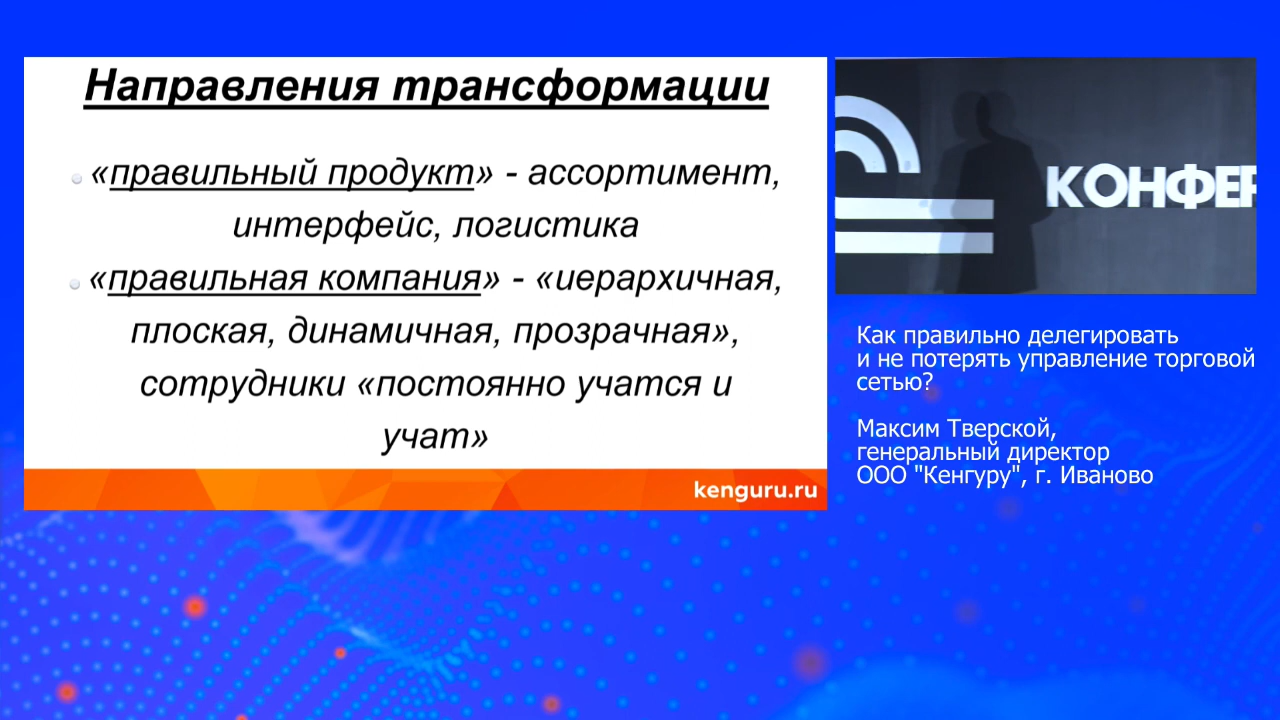 Направления трансформации
«правильный продукт» - ассортимент,
интерфейс, логистика
«правильная компания» - «иерархичная,
плоская, динамичная, прозрачная»,
сотрудники «постоянно учатся и
учат»
kenguru.ru
КОНФЕР
Как правильно делегировать
и не потерять управление торговой
сетью?
Максим Тверской,
генеральный директор
ООО "Кенгуру", г. Иваново